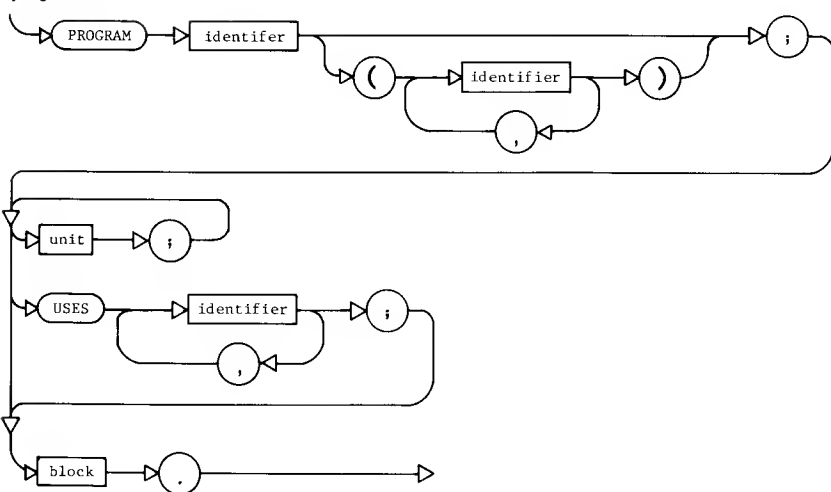 PROGRAM identifer ;
( identifier )
,
unit ;
USES identifier ;
,
block .